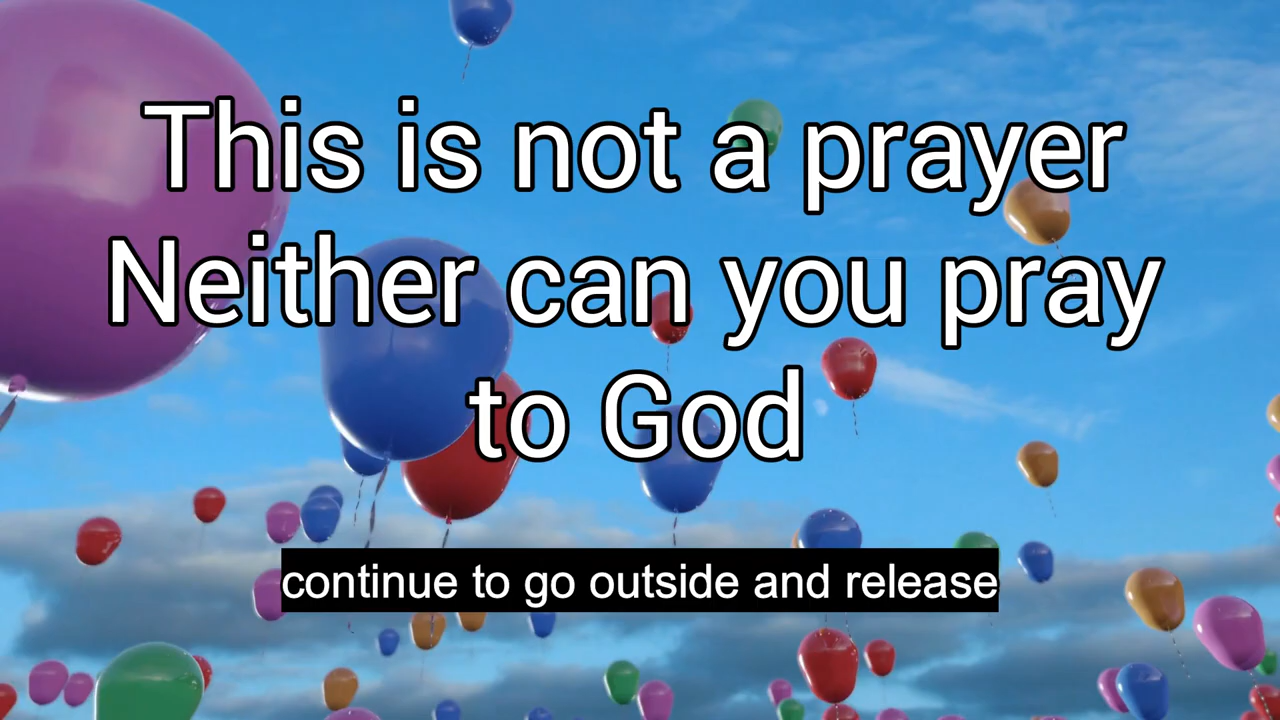 This is not a prayer
Neither can you pray
to God
continue to go outside and release